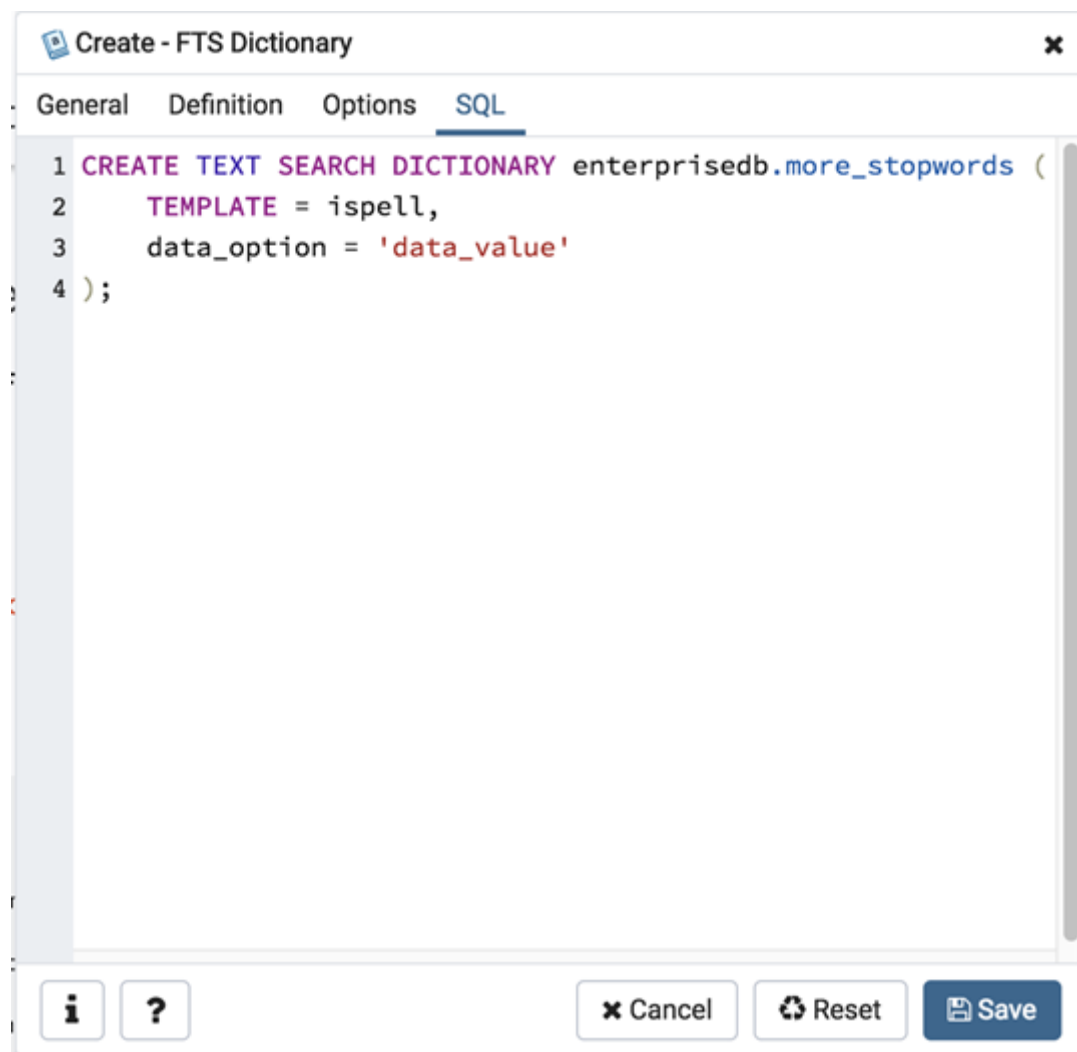 Create - FTS Dictionary
General Definition Options SQL
1 CREATE TEXT SEARCH DICTIONARY enterprisedb.more_stopwords (
2 TEMPLATE = ispell,
3 data_option = 'data_value'
4 );
i ? Cancel Reset Save